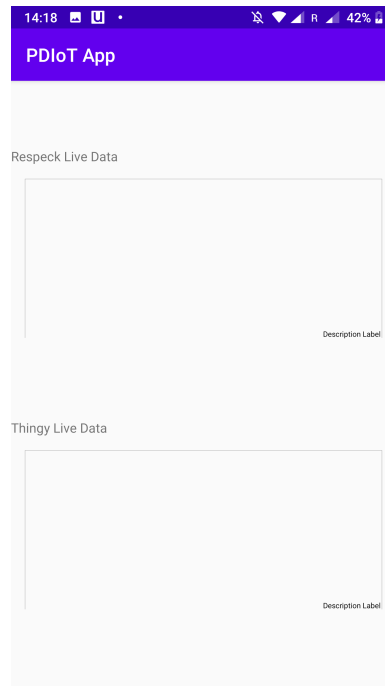 14:18 U R 42%
PDIoT App
Respeck Live Data
Description Label
Thingy Live Data
Description Label